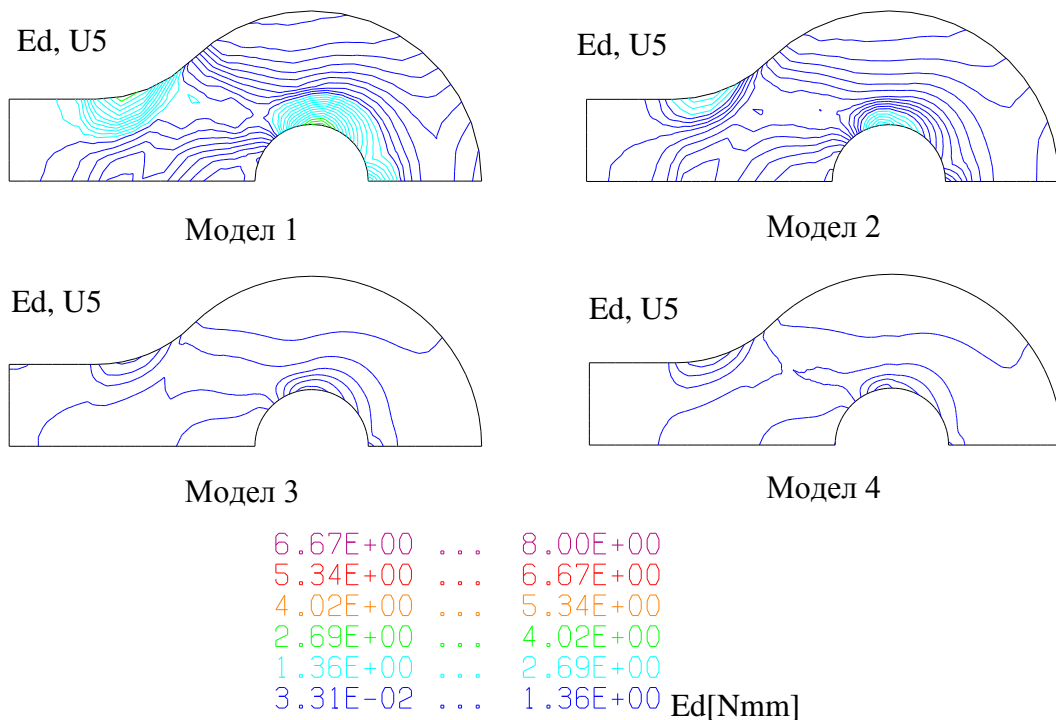 Ed, U5
Ed, U5
Модел 1
Модел 2
Ed, U5
Ed, U5
Модел 3
Модел 4
6.67E+00 ... 8.00E+00
5.34E+00 ... 6.67E+00
4.02E+00 ... 5.34E+00
2.69E+00 ... 4.02E+00
1.36E+00 ... 2.69E+00
3.31E-02 ... 1.36E+00 Ed[Nmm]